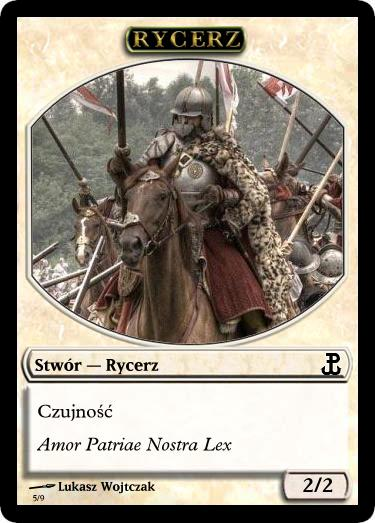 RYCERZ
Stwór — Rycerz
Czujność
Amor Patriae Nostra Lex
Lukasz Wojtczak
5/9
2/2